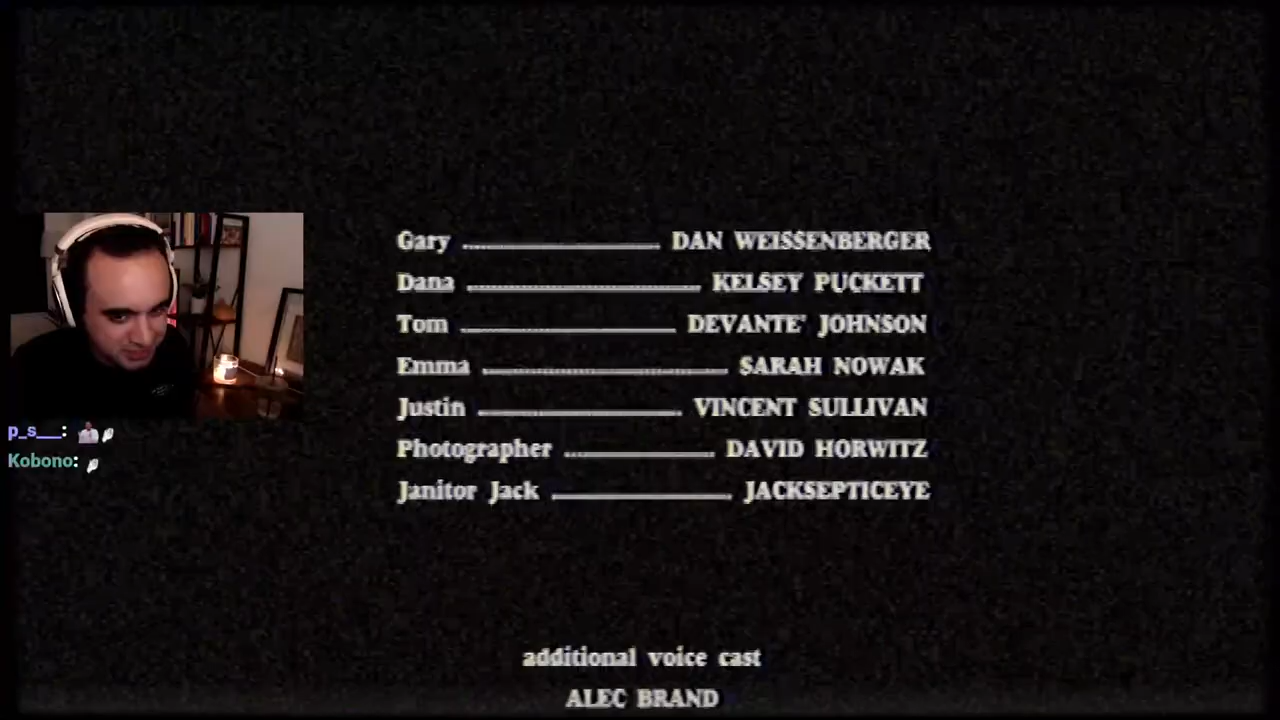 Gary DAN WEISSENBERGER
Dana KELSEY PUCKETT
Tom DEVANTE' JOHNSON
Emma SARAH NOWAK
Justin VINCENT SULLIVAN
Photographer DAVID HORWITZ
Janitor Jack JACKSEPTICEYE
p_s__:
Kobono:
additional voice cast
ALEC BRAND